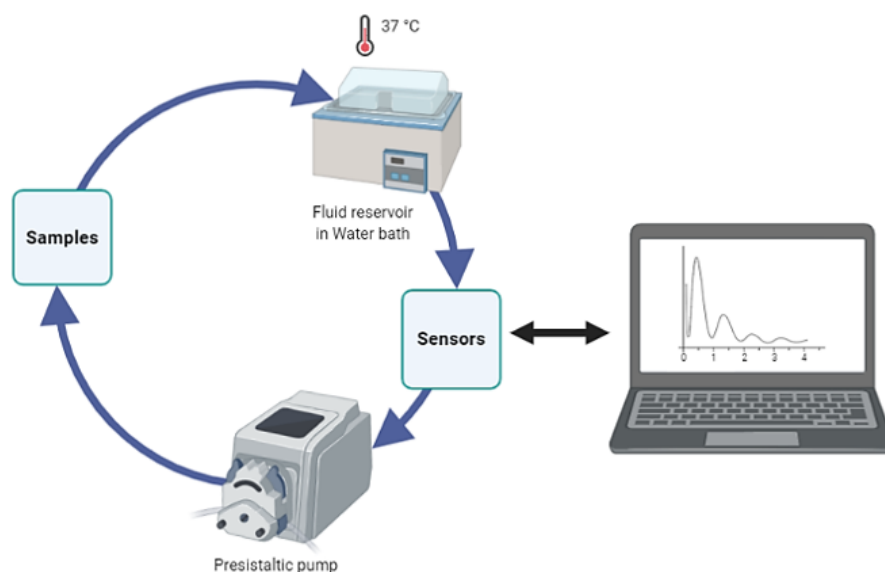 37 °C
Fluid reservoir
in Water bath
Samples
Sensors
0 1 2 3 4
Presistaltic pump